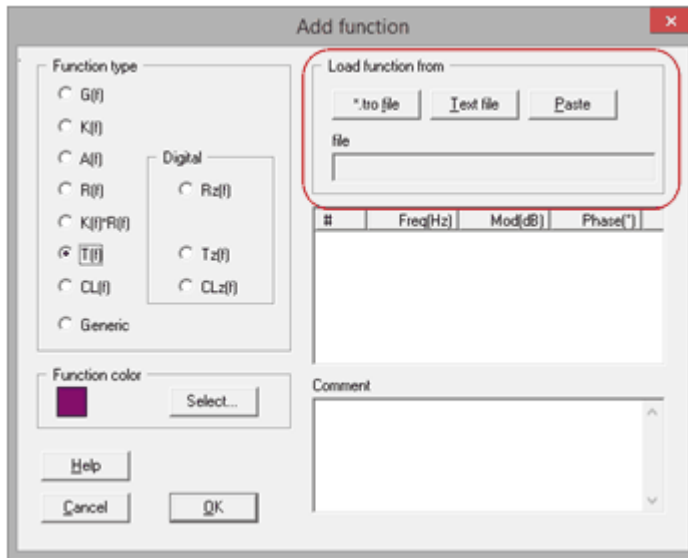 Add function
Function type
G(f)
K(f)
A(f)
R(f)
K(f)*R(f)
T(f)
CL(f)
Generic
Digital
Rz(f)
Tz(f)
CLz(f)
Function color
Select...
Help
Cancel
OK
Load function from
*.tro file
Text file
Paste
file
# Freq(Hz) Mod(dB) Phase(°)
Comment